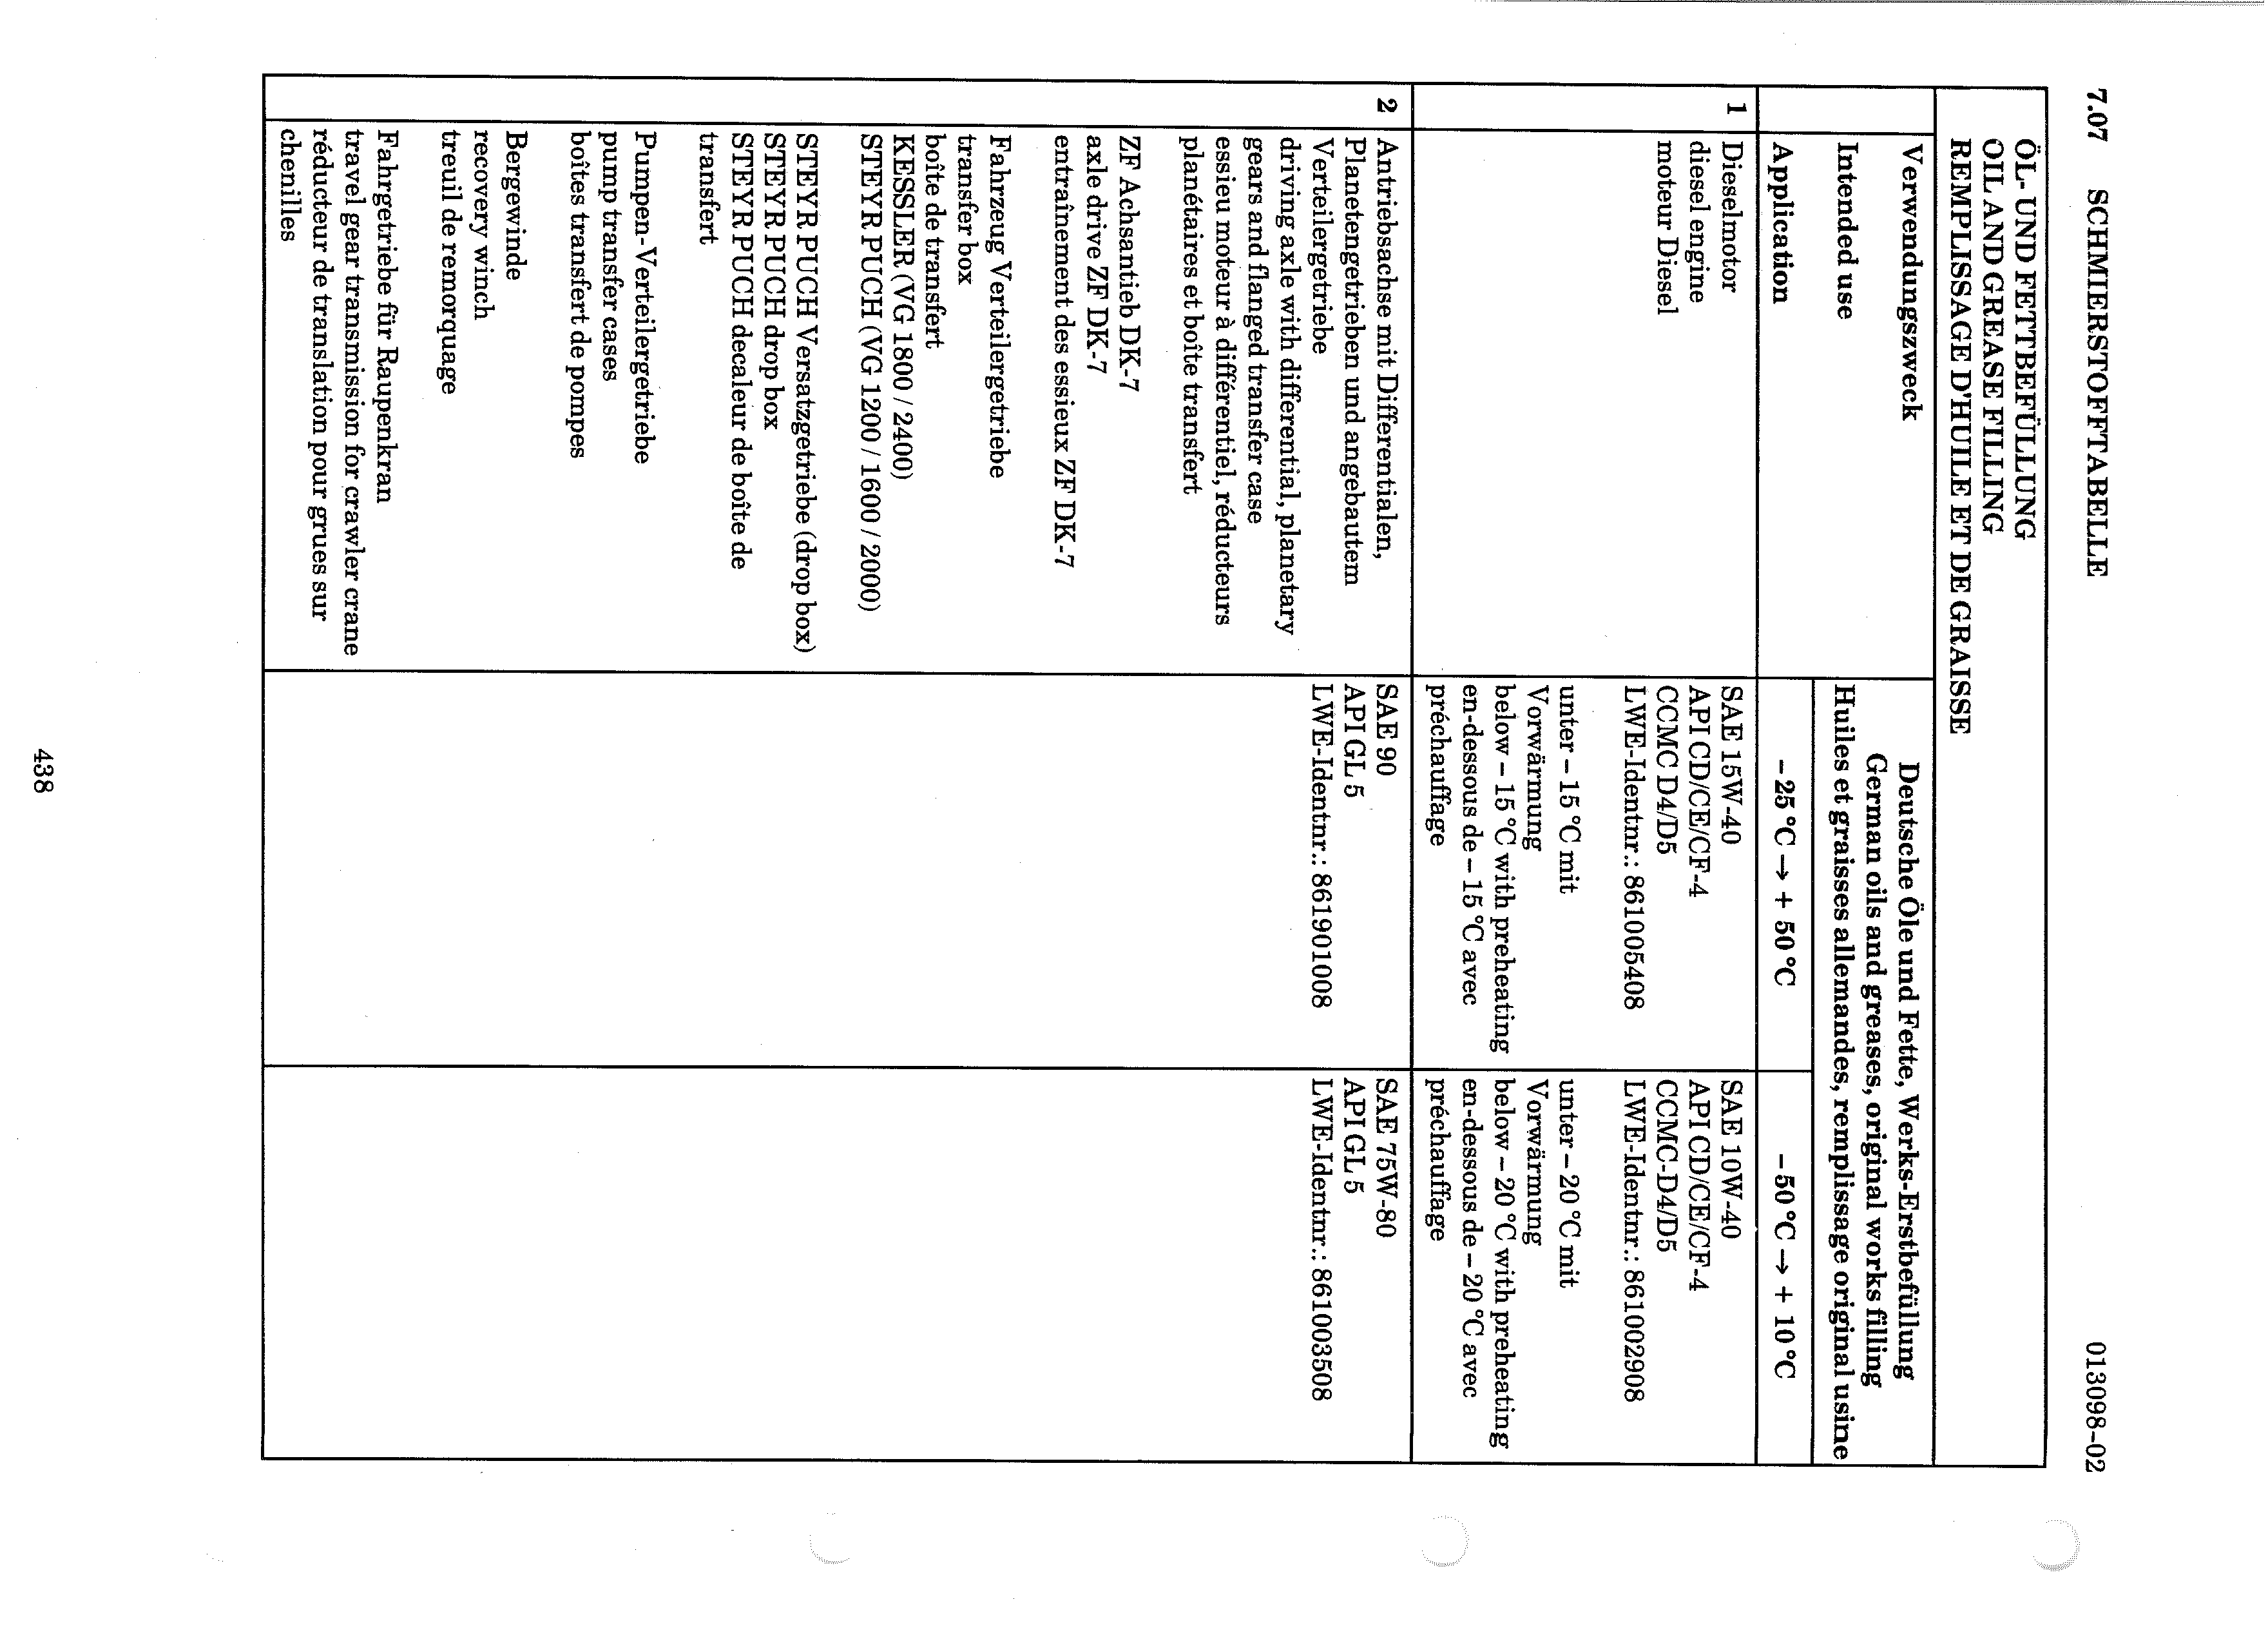 7.07 SCHMIERSTOFFTABELLE 013098-02
ÖL- UND FETTBEFÜLLUNG
OIL AND GREASE FILLING
REMPLISSAGE D'HUILE ET DE GRAISSE
Verwendungszweck
Intended use
Application
Deutsche Öle und Fette, Werks-Erstbefüllung
German oils and greases, original works filling
Huiles et graisses allemandes, remplissage original usine
–25 °C → + 50 °C
–50 °C → + 10 °C
1
Dieselmotor
diesel engine
moteur Diesel
SAE 15W-40
API CD/CE/CF-4
CCMC D4/D5
LWE-Identnr.: 861005408
unter – 15 °C mit
Vorwärmung
below – 15 °C with preheating
en-dessous de – 15 °C avec
préchauffage
SAE 10W-40
API CD/CE/CF-4
CCMC-D4/D5
LWE-Identnr.: 861002908
unter – 20 °C mit
Vorwärmung
below – 20 °C with preheating
en-dessous de – 20 °C avec
préchauffage
2
Antriebsachse mit Differentialen,
Planetengetrieben und angebautem
Verteilergetriebe
driving axle with differential, planetary
gears and flanged transfer case
essieu moteur à différentiel, réducteurs
planétaires et boîte transfert
ZF Achsantieb DK-7
axle drive ZF DK-7
entraînement des essieux ZF DK-7
Fahrzeug Verteilergetriebe
transfer box
boîte de transfert
KESSLER (VG 1800 / 2400)
STEYR PUCH (VG 1200 / 1600 / 2000)
STEYR PUCH Versatzgetriebe (drop box)
STEYR PUCH drop box
STEYR PUCH decaleur de boîte de
transfert
Pumpen-Verteilergetriebe
pump transfer cases
boîtes transfert de pompes
Bergewinde
recovery winch
treuil de remorquage
Fahrgetriebe für Raupenkran
travel gear transmission for crawler crane
réducteur de translation pour grues sur
chenilles
SAE 90
API GL 5
LWE-Identnr.: 861901008
SAE 75W-80
API GL 5
LWE-Identnr.: 861003508
438